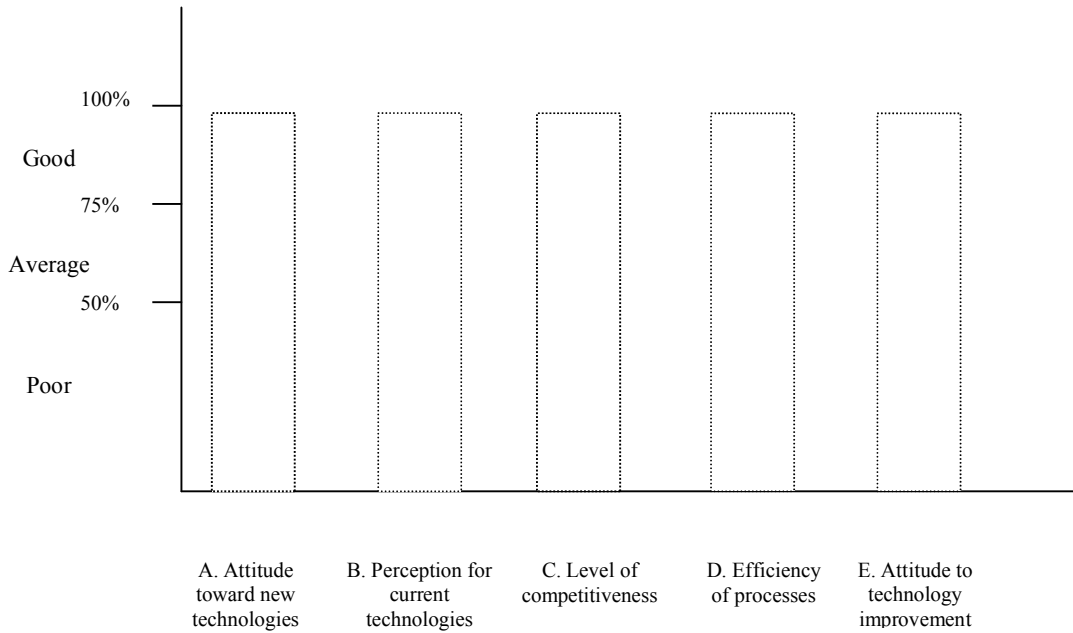 100%
Good
75%
Average
50%
Poor
A. Attitude
toward new
technologies
B. Perception for
current
technologies
C. Level of
competitiveness
D. Efficiency
of processes
E. Attitude to
technology
improvement